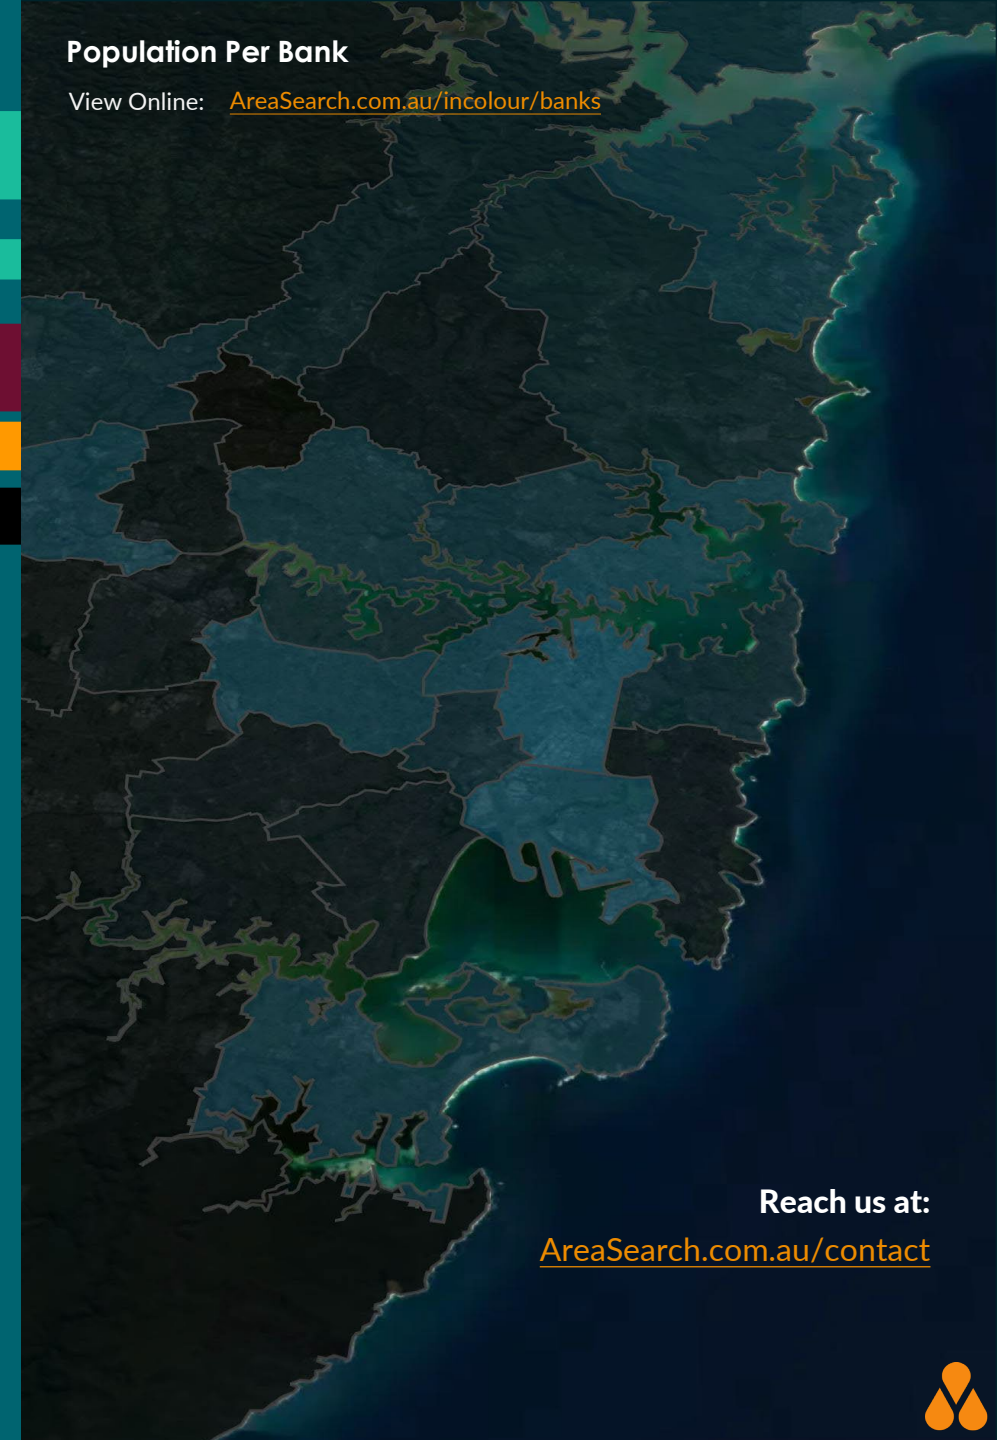 Population Per Bank
View Online: AreaSearch.com.au/incolour/banks
Reach us at:
AreaSearch.com.au/contact